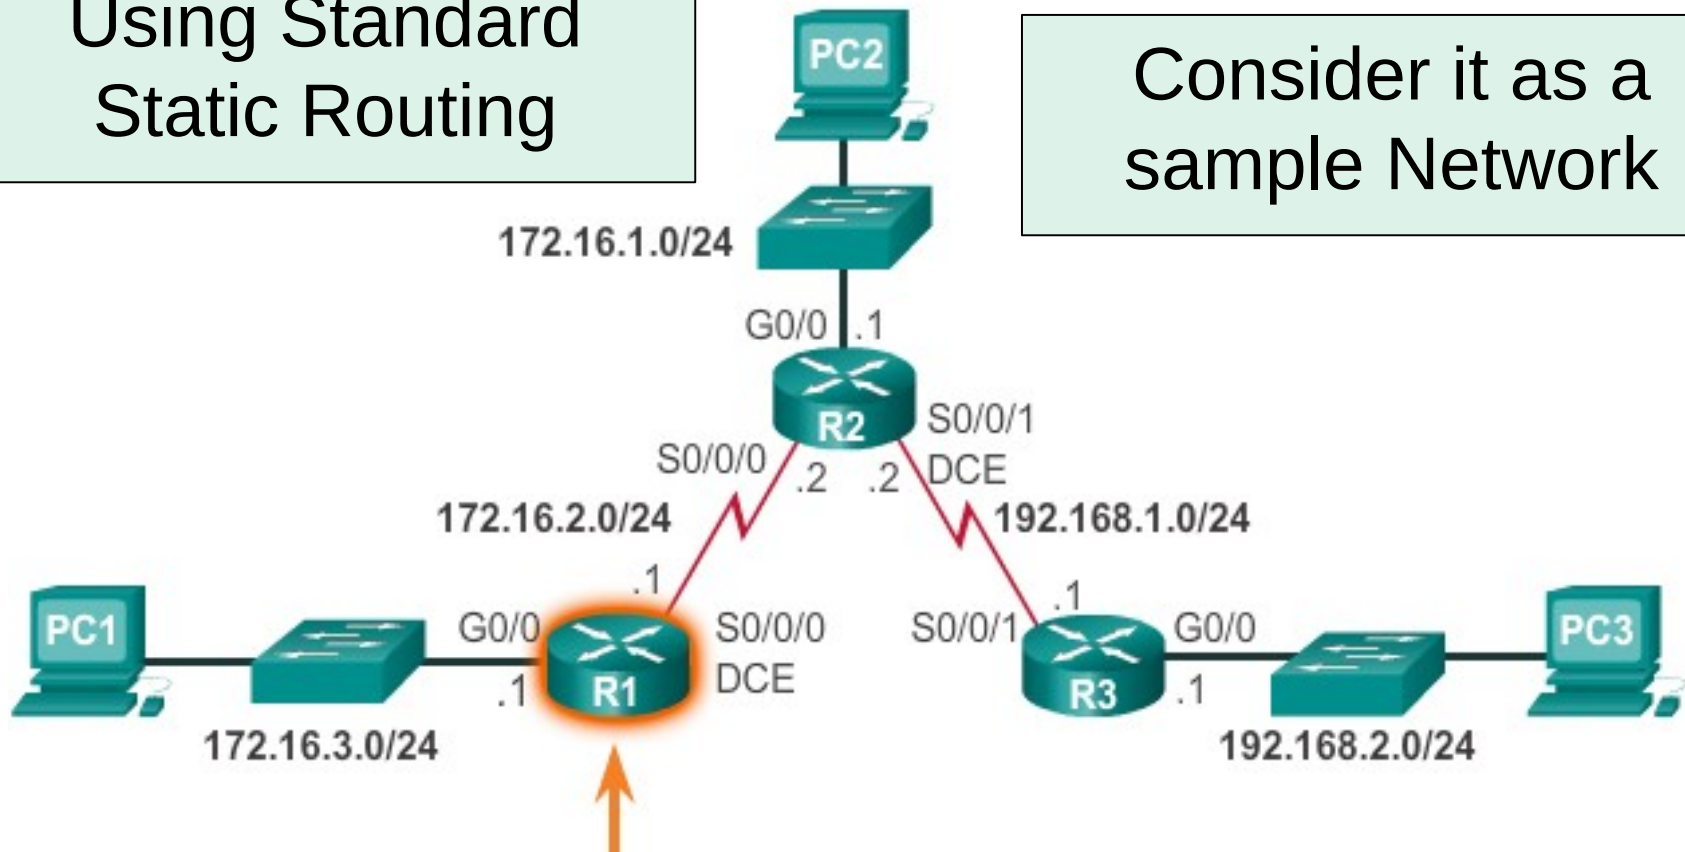 Using Standard
Static Routing
Consider it as a
sample Network
PC2
172.16.1.0/24
G0/0 .1
R2
S0/0/1
DCE
S0/0/0
.2 .2
172.16.2.0/24
192.168.1.0/24
.1
.1
PC1
G0/0
.1
R1
S0/0/0
DCE
S0/0/1
R3
G0/0
.1
PC3
172.16.3.0/24
192.168.2.0/24